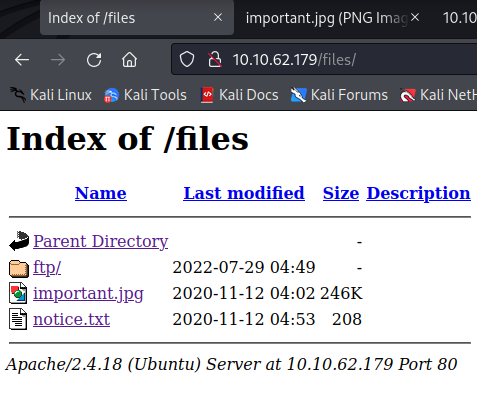 Index of /files
important.jpg (PNG Imag
10.10
10.10.62.179/files/
Kali Linux Kali Tools Kali Docs Kali Forums Kali NetH
Index of /files
Name Last modified Size Description
Parent Directory -
ftp/ 2022-07-29 04:49 -
important.jpg 2020-11-12 04:02 246K
notice.txt 2020-11-12 04:53 208
Apache/2.4.18 (Ubuntu) Server at 10.10.62.179 Port 80